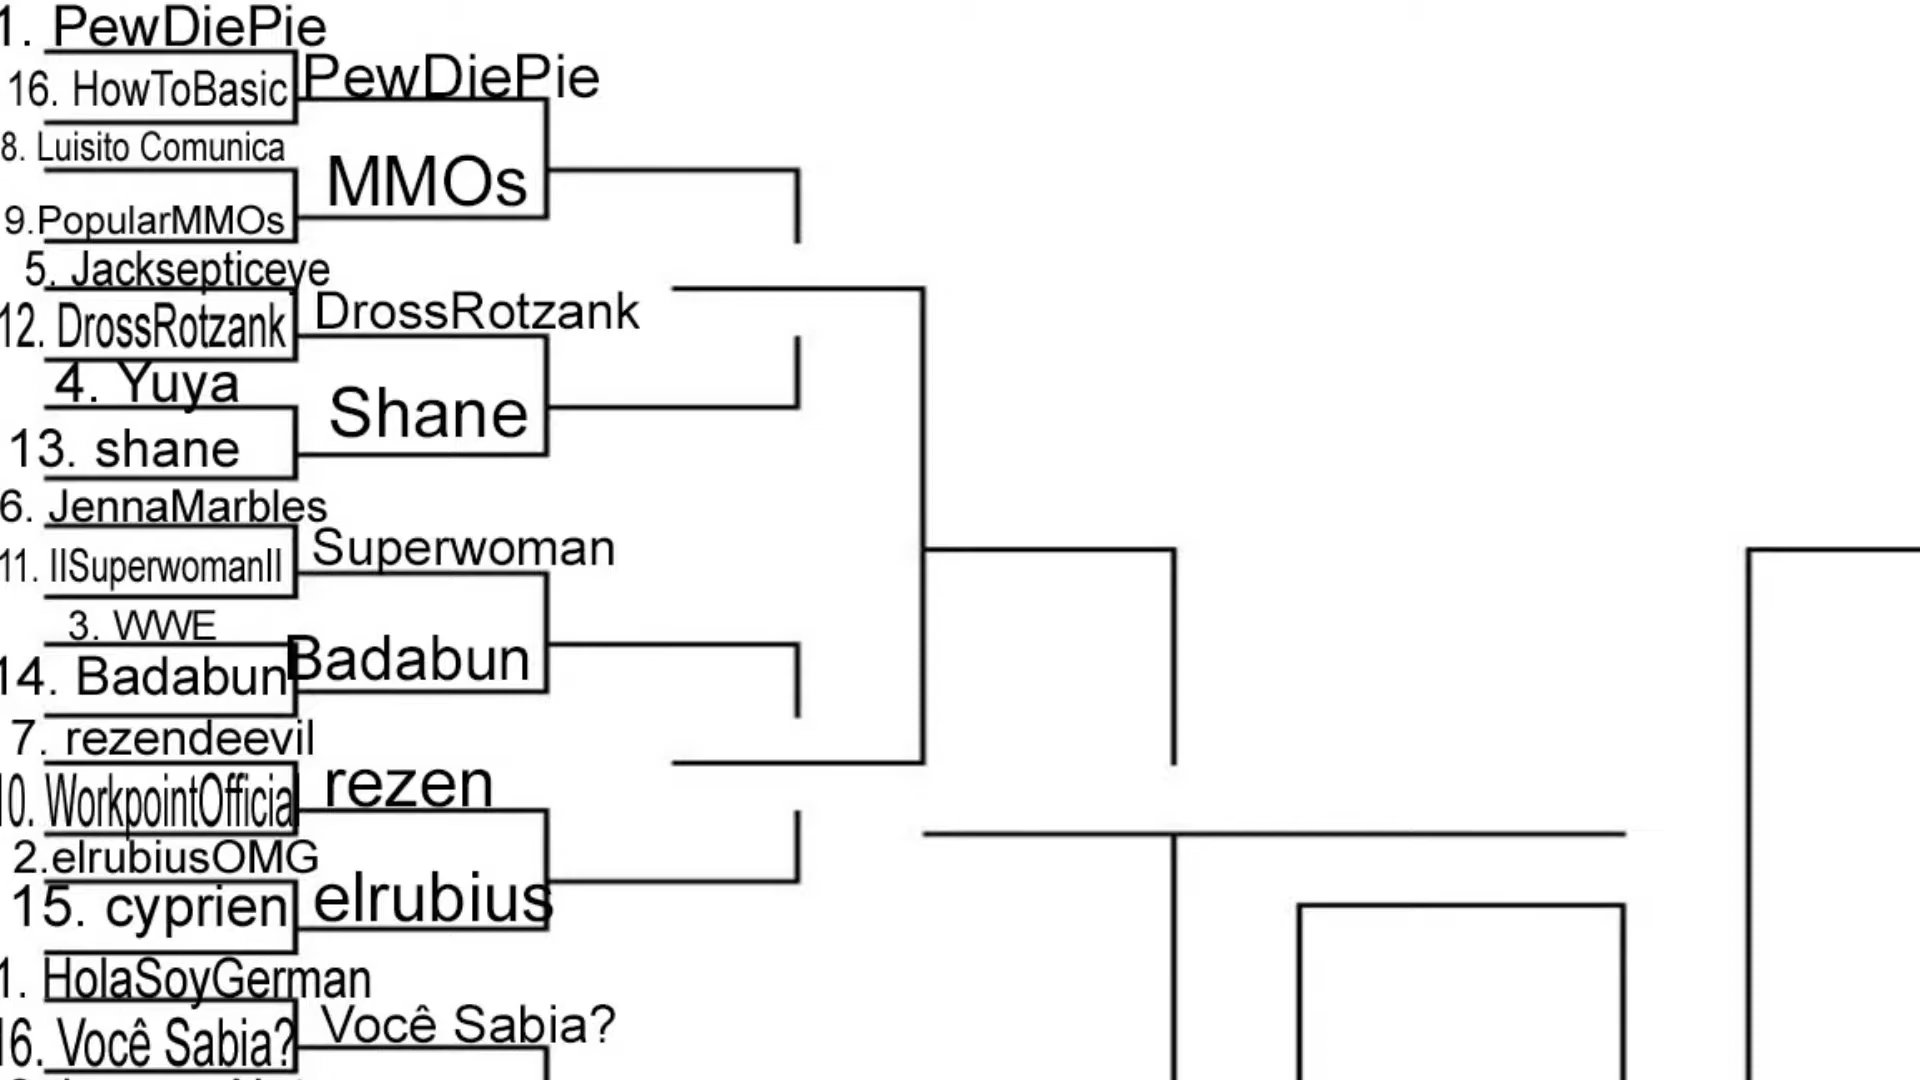 1. PewDiePie
16. HowToBasic
PewDiePie
8. Luisito Comunica
MMOs
9.PopularMMOs
5. Jacksepticeye
12. DrossRotzank
DrossRotzank
4. Yuya
Shane
13. shane
6. JennaMarbles
11. IISuperwomanII
Superwoman
3. WWE
14. Badabun
Badabun
7. rezendeevil
10. WorkpointOfficial
rezen
2.elrubiusOMG
15. cyprien
elrubius
1. HolaSoyGerman
16. Você Sabia?
Você Sabia?